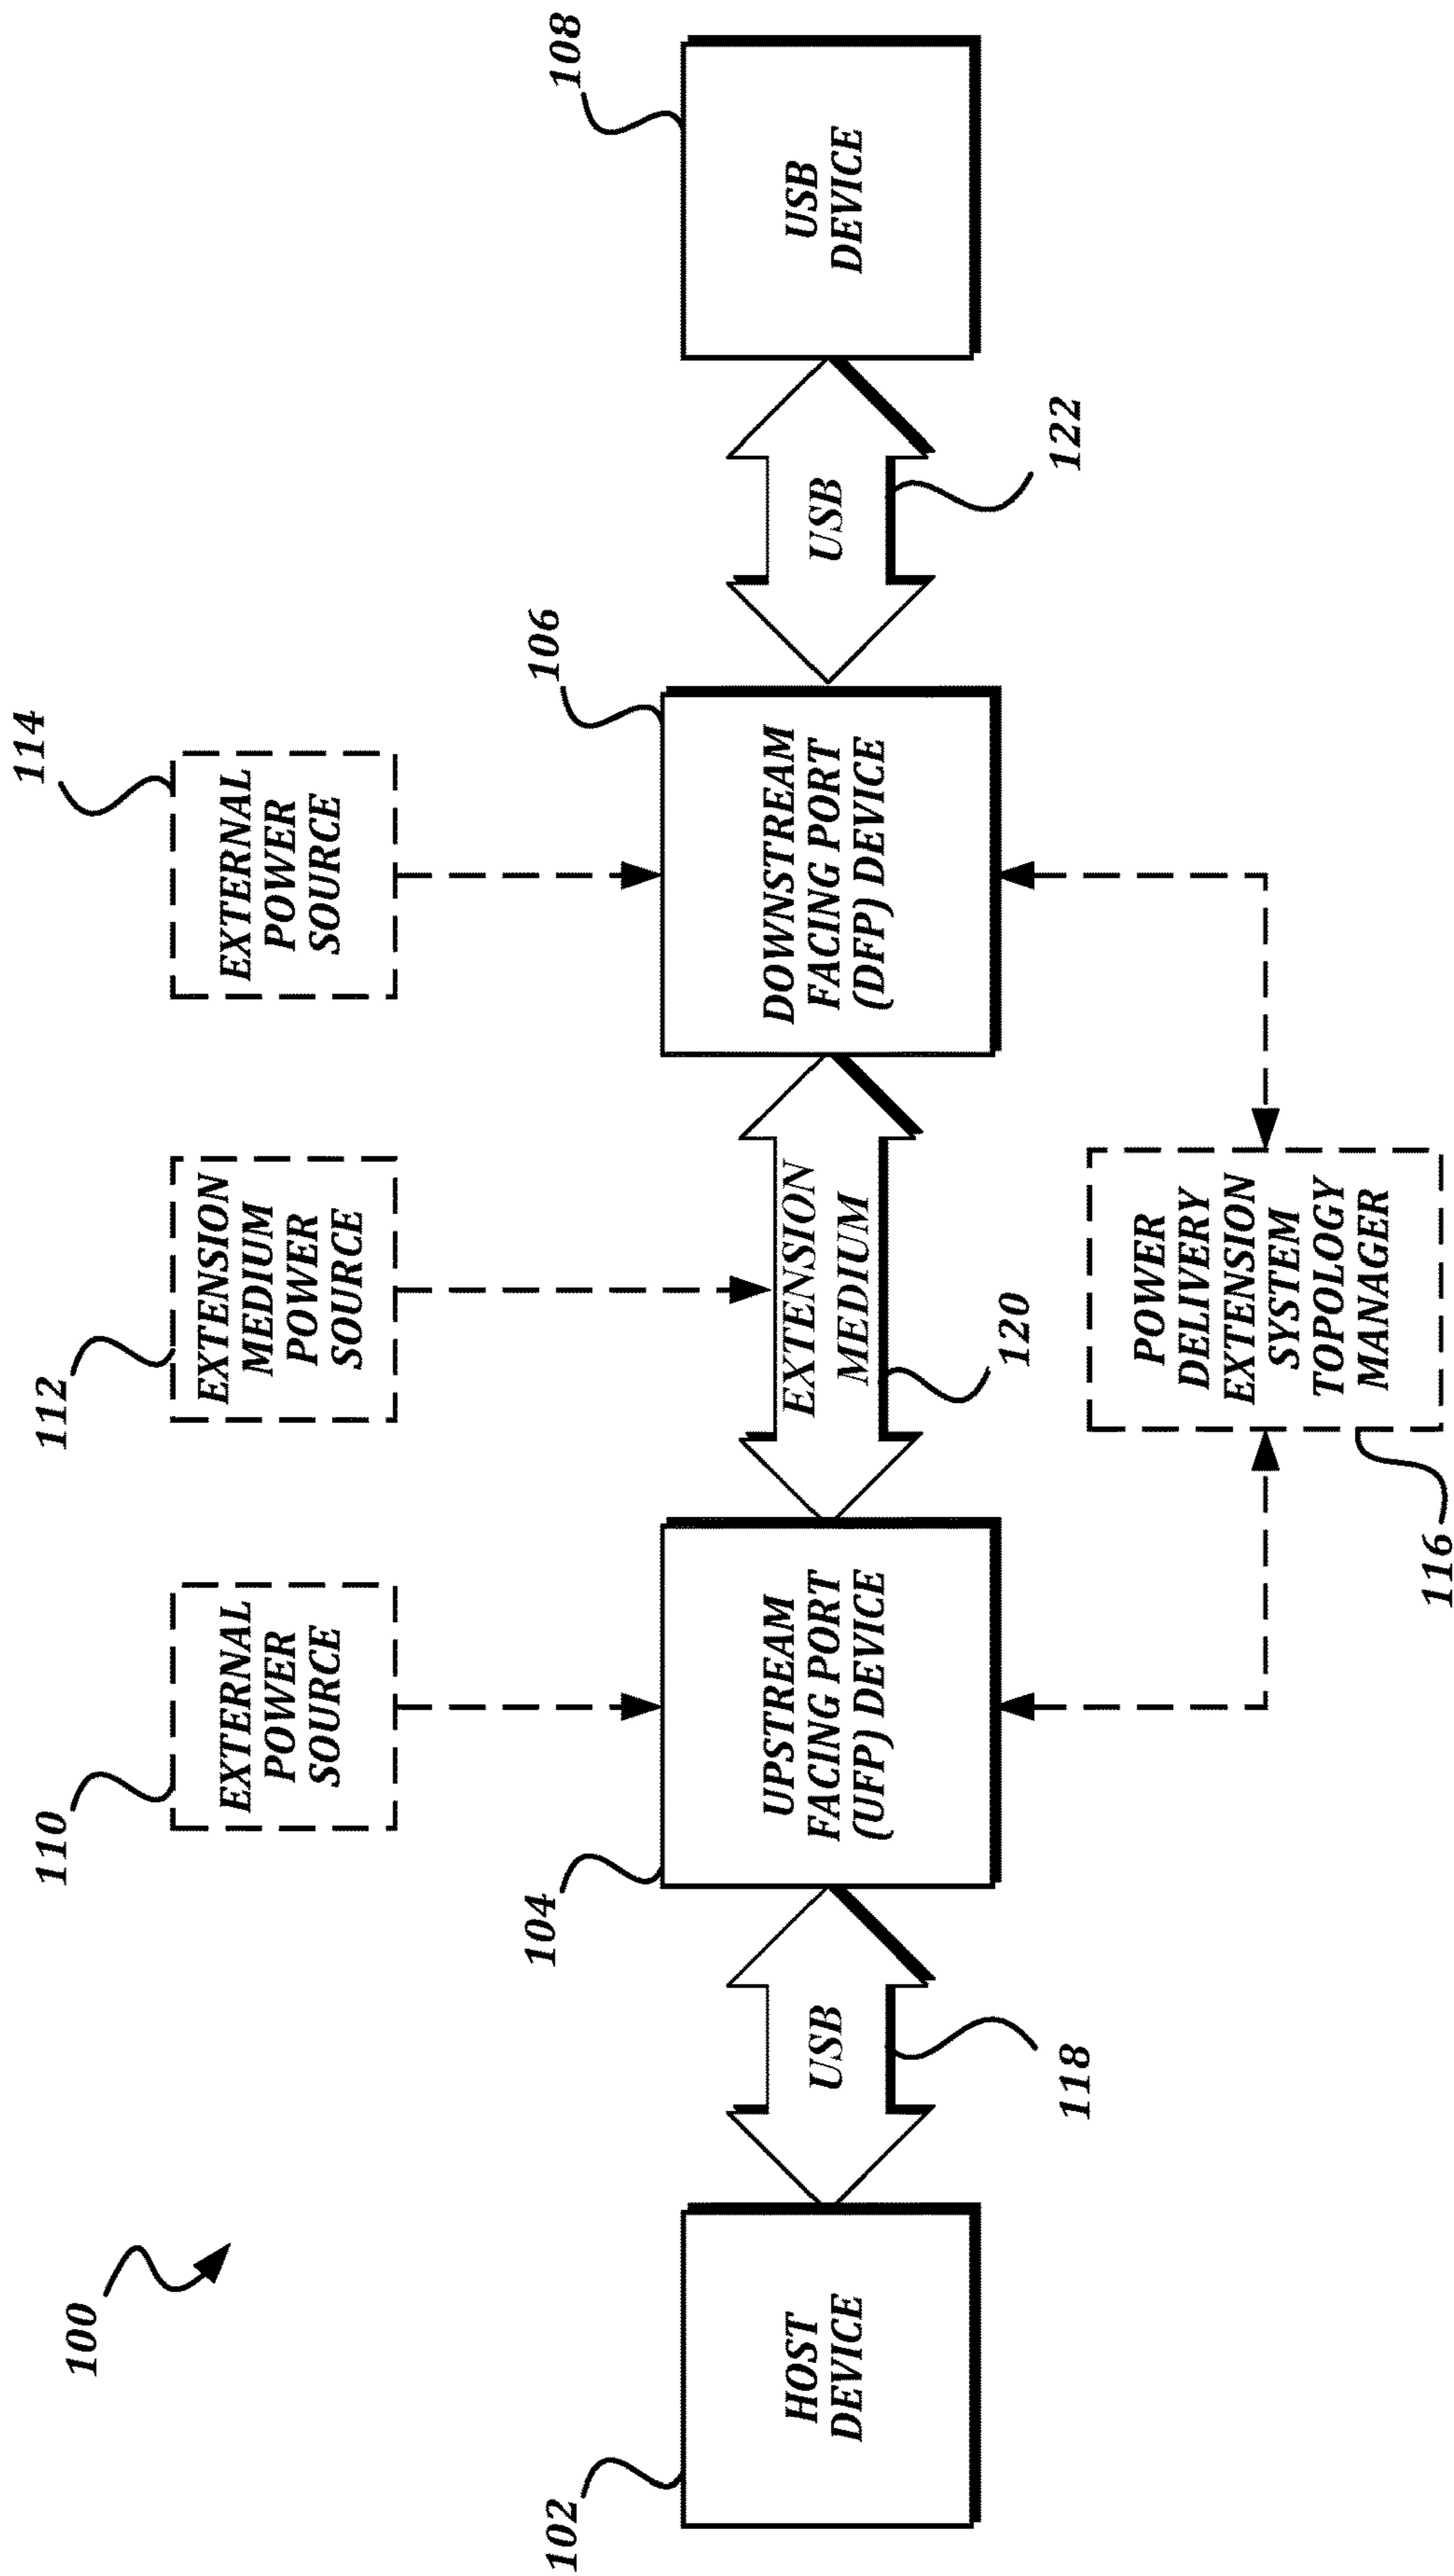 100
110
EXTERNAL
POWER
SOURCE
112
EXTENSION
MEDIUM
POWER
SOURCE
114
EXTERNAL
POWER
SOURCE
102
HOST
DEVICE
USB
118
104
UPSTREAM
FACING PORT
(UFP) DEVICE
EXTENSION
MEDIUM
120
106
DOWNSTREAM
FACING PORT
(DFP) DEVICE
USB
122
108
USB
DEVICE
116
POWER
DELIVERY
EXTENSION
SYSTEM
TOPOLOGY
MANAGER